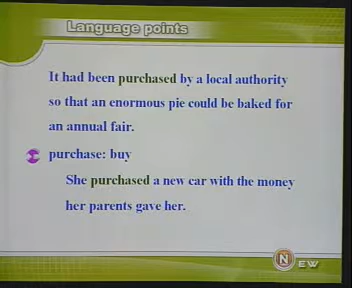 Language points
It had been purchased by a local authority
so that an enormous pie could be baked for
an annual fair.
purchase: buy
She purchased a new car with the money
her parents gave her.
NEW